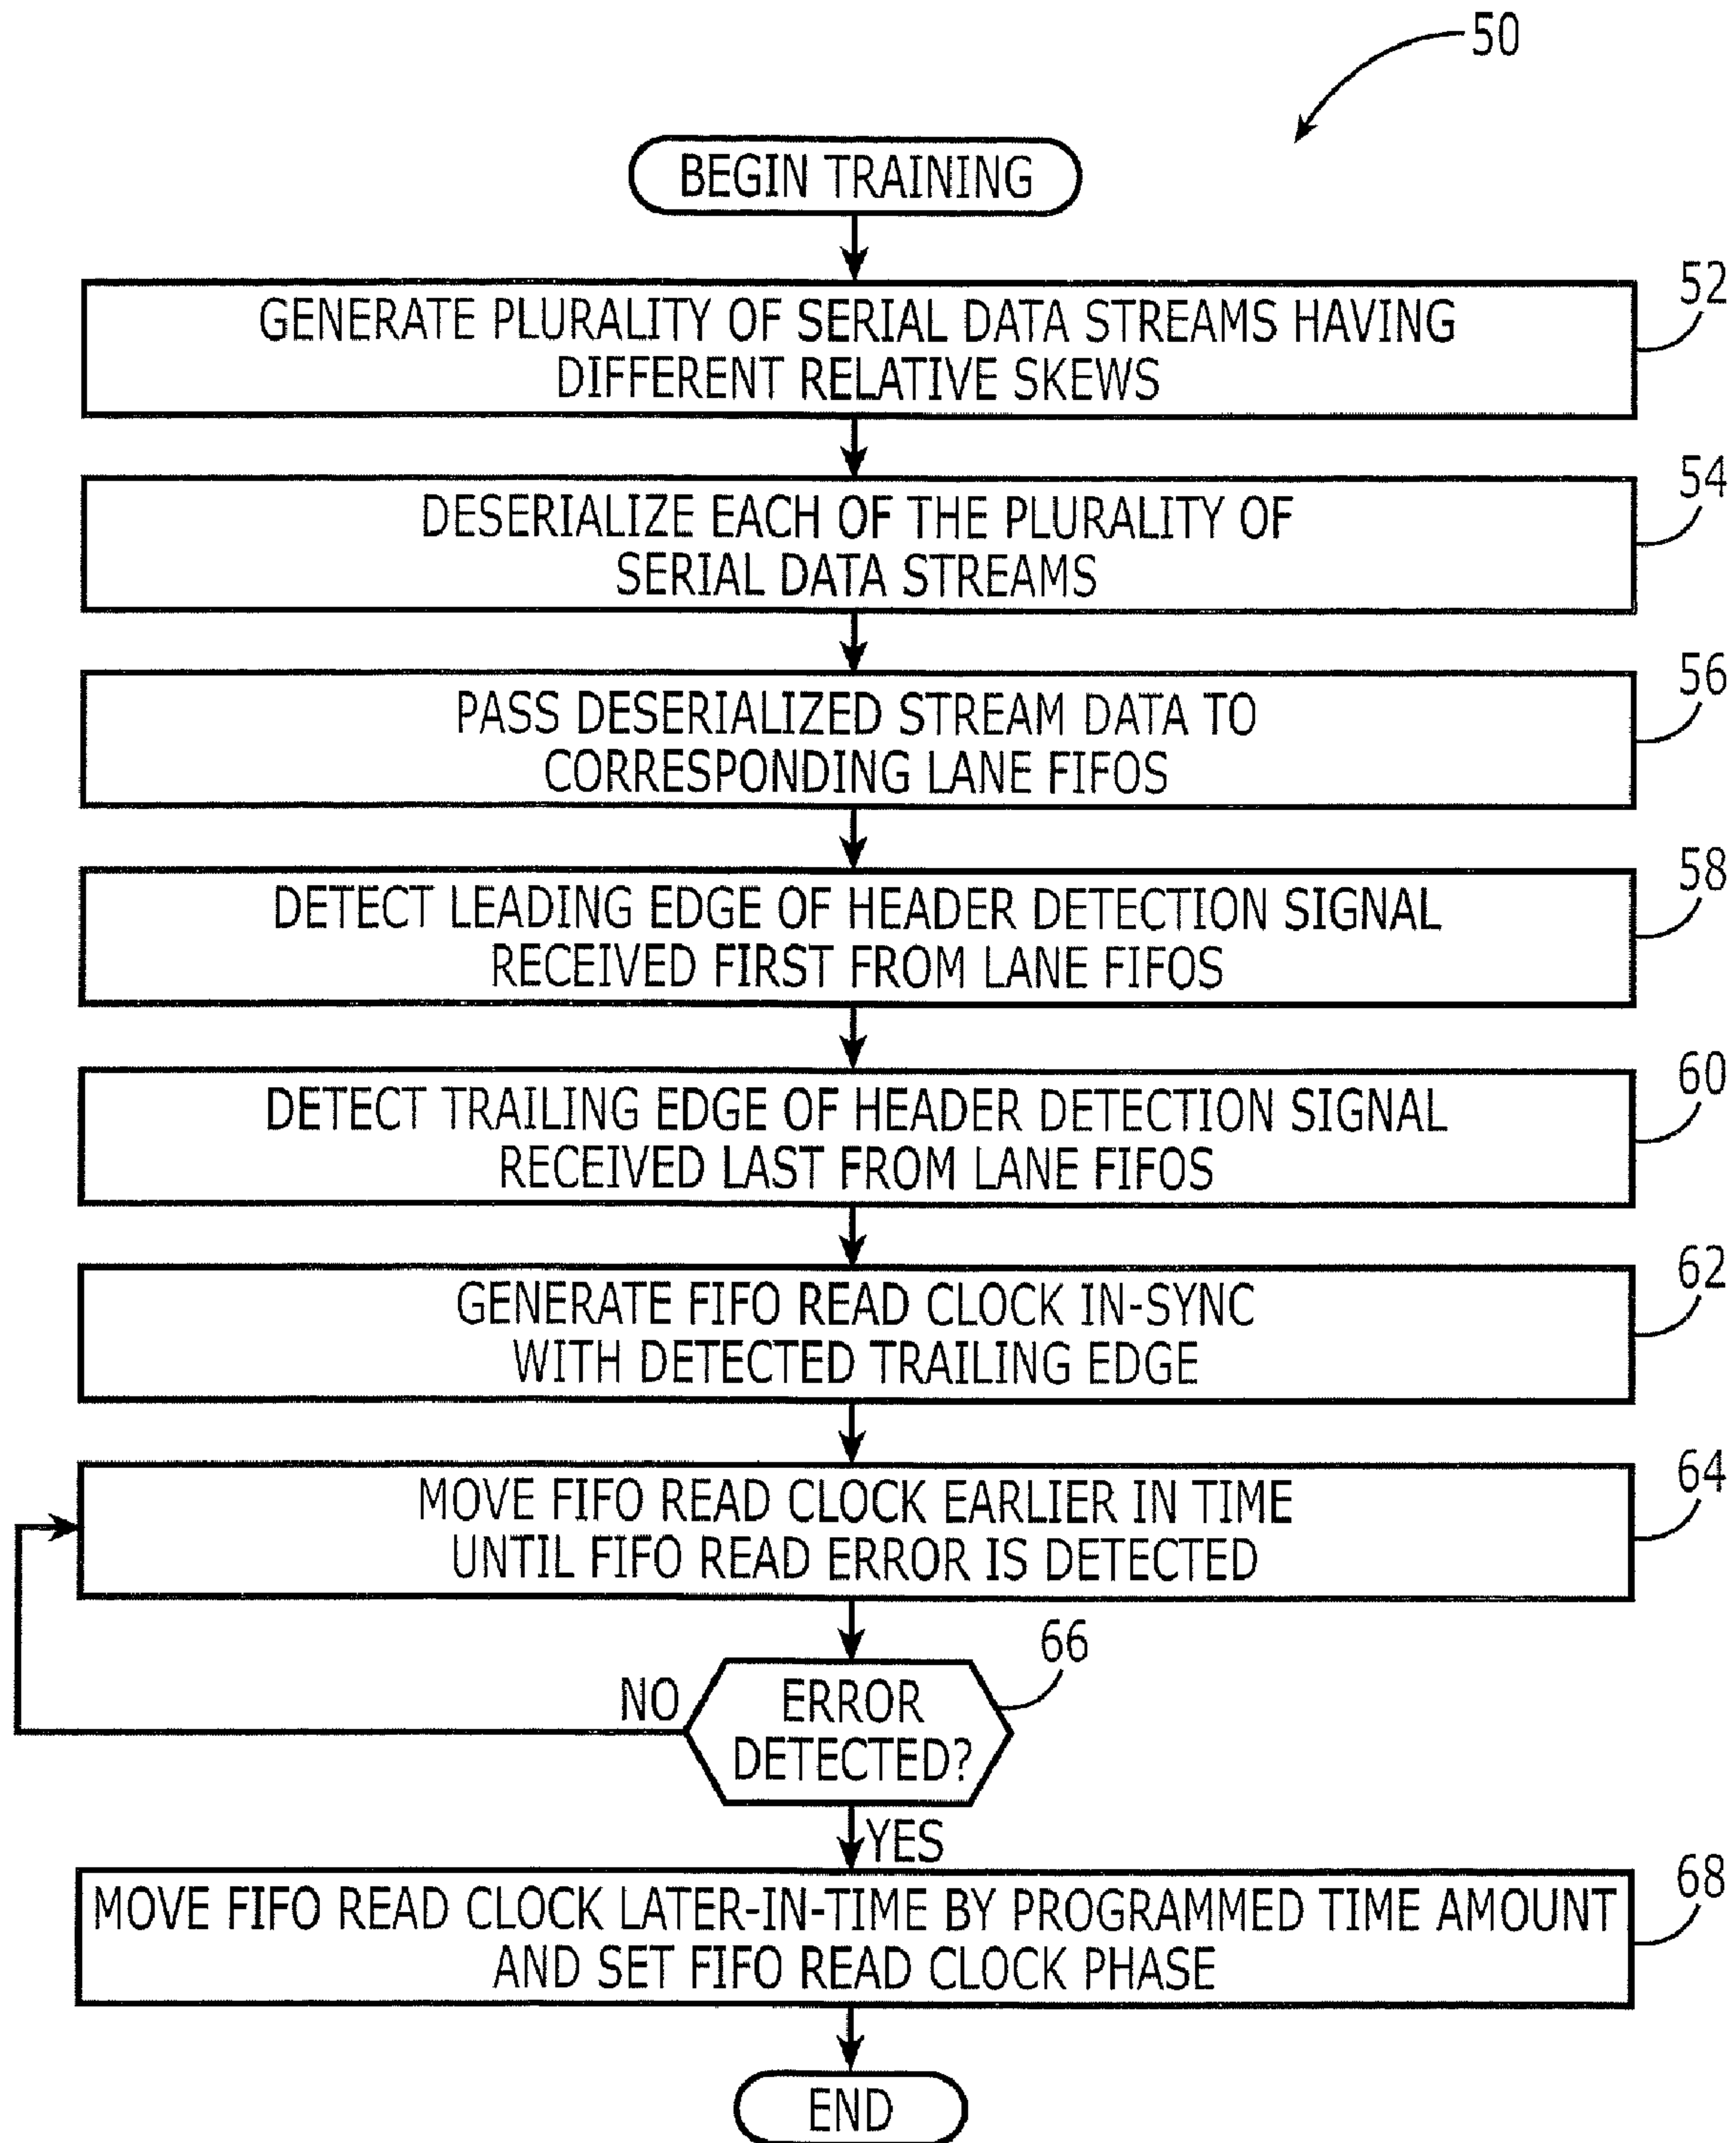 50
BEGIN TRAINING
52
GENERATE PLURALITY OF SERIAL DATA STREAMS HAVING
DIFFERENT RELATIVE SKEWS
54
DESERIALIZE EACH OF THE PLURALITY OF
SERIAL DATA STREAMS
56
PASS DESERIALIZED STREAM DATA TO
CORRESPONDING LANE FIFOS
58
DETECT LEADING EDGE OF HEADER DETECTION SIGNAL
RECEIVED FIRST FROM LANE FIFOS
60
DETECT TRAILING EDGE OF HEADER DETECTION SIGNAL
RECEIVED LAST FROM LANE FIFOS
62
GENERATE FIFO READ CLOCK IN-SYNC
WITH DETECTED TRAILING EDGE
64
MOVE FIFO READ CLOCK EARLIER IN TIME
UNTIL FIFO READ ERROR IS DETECTED
66
NO
ERROR
DETECTED?
YES
68
MOVE FIFO READ CLOCK LATER-IN-TIME BY PROGRAMMED TIME AMOUNT
AND SET FIFO READ CLOCK PHASE
END